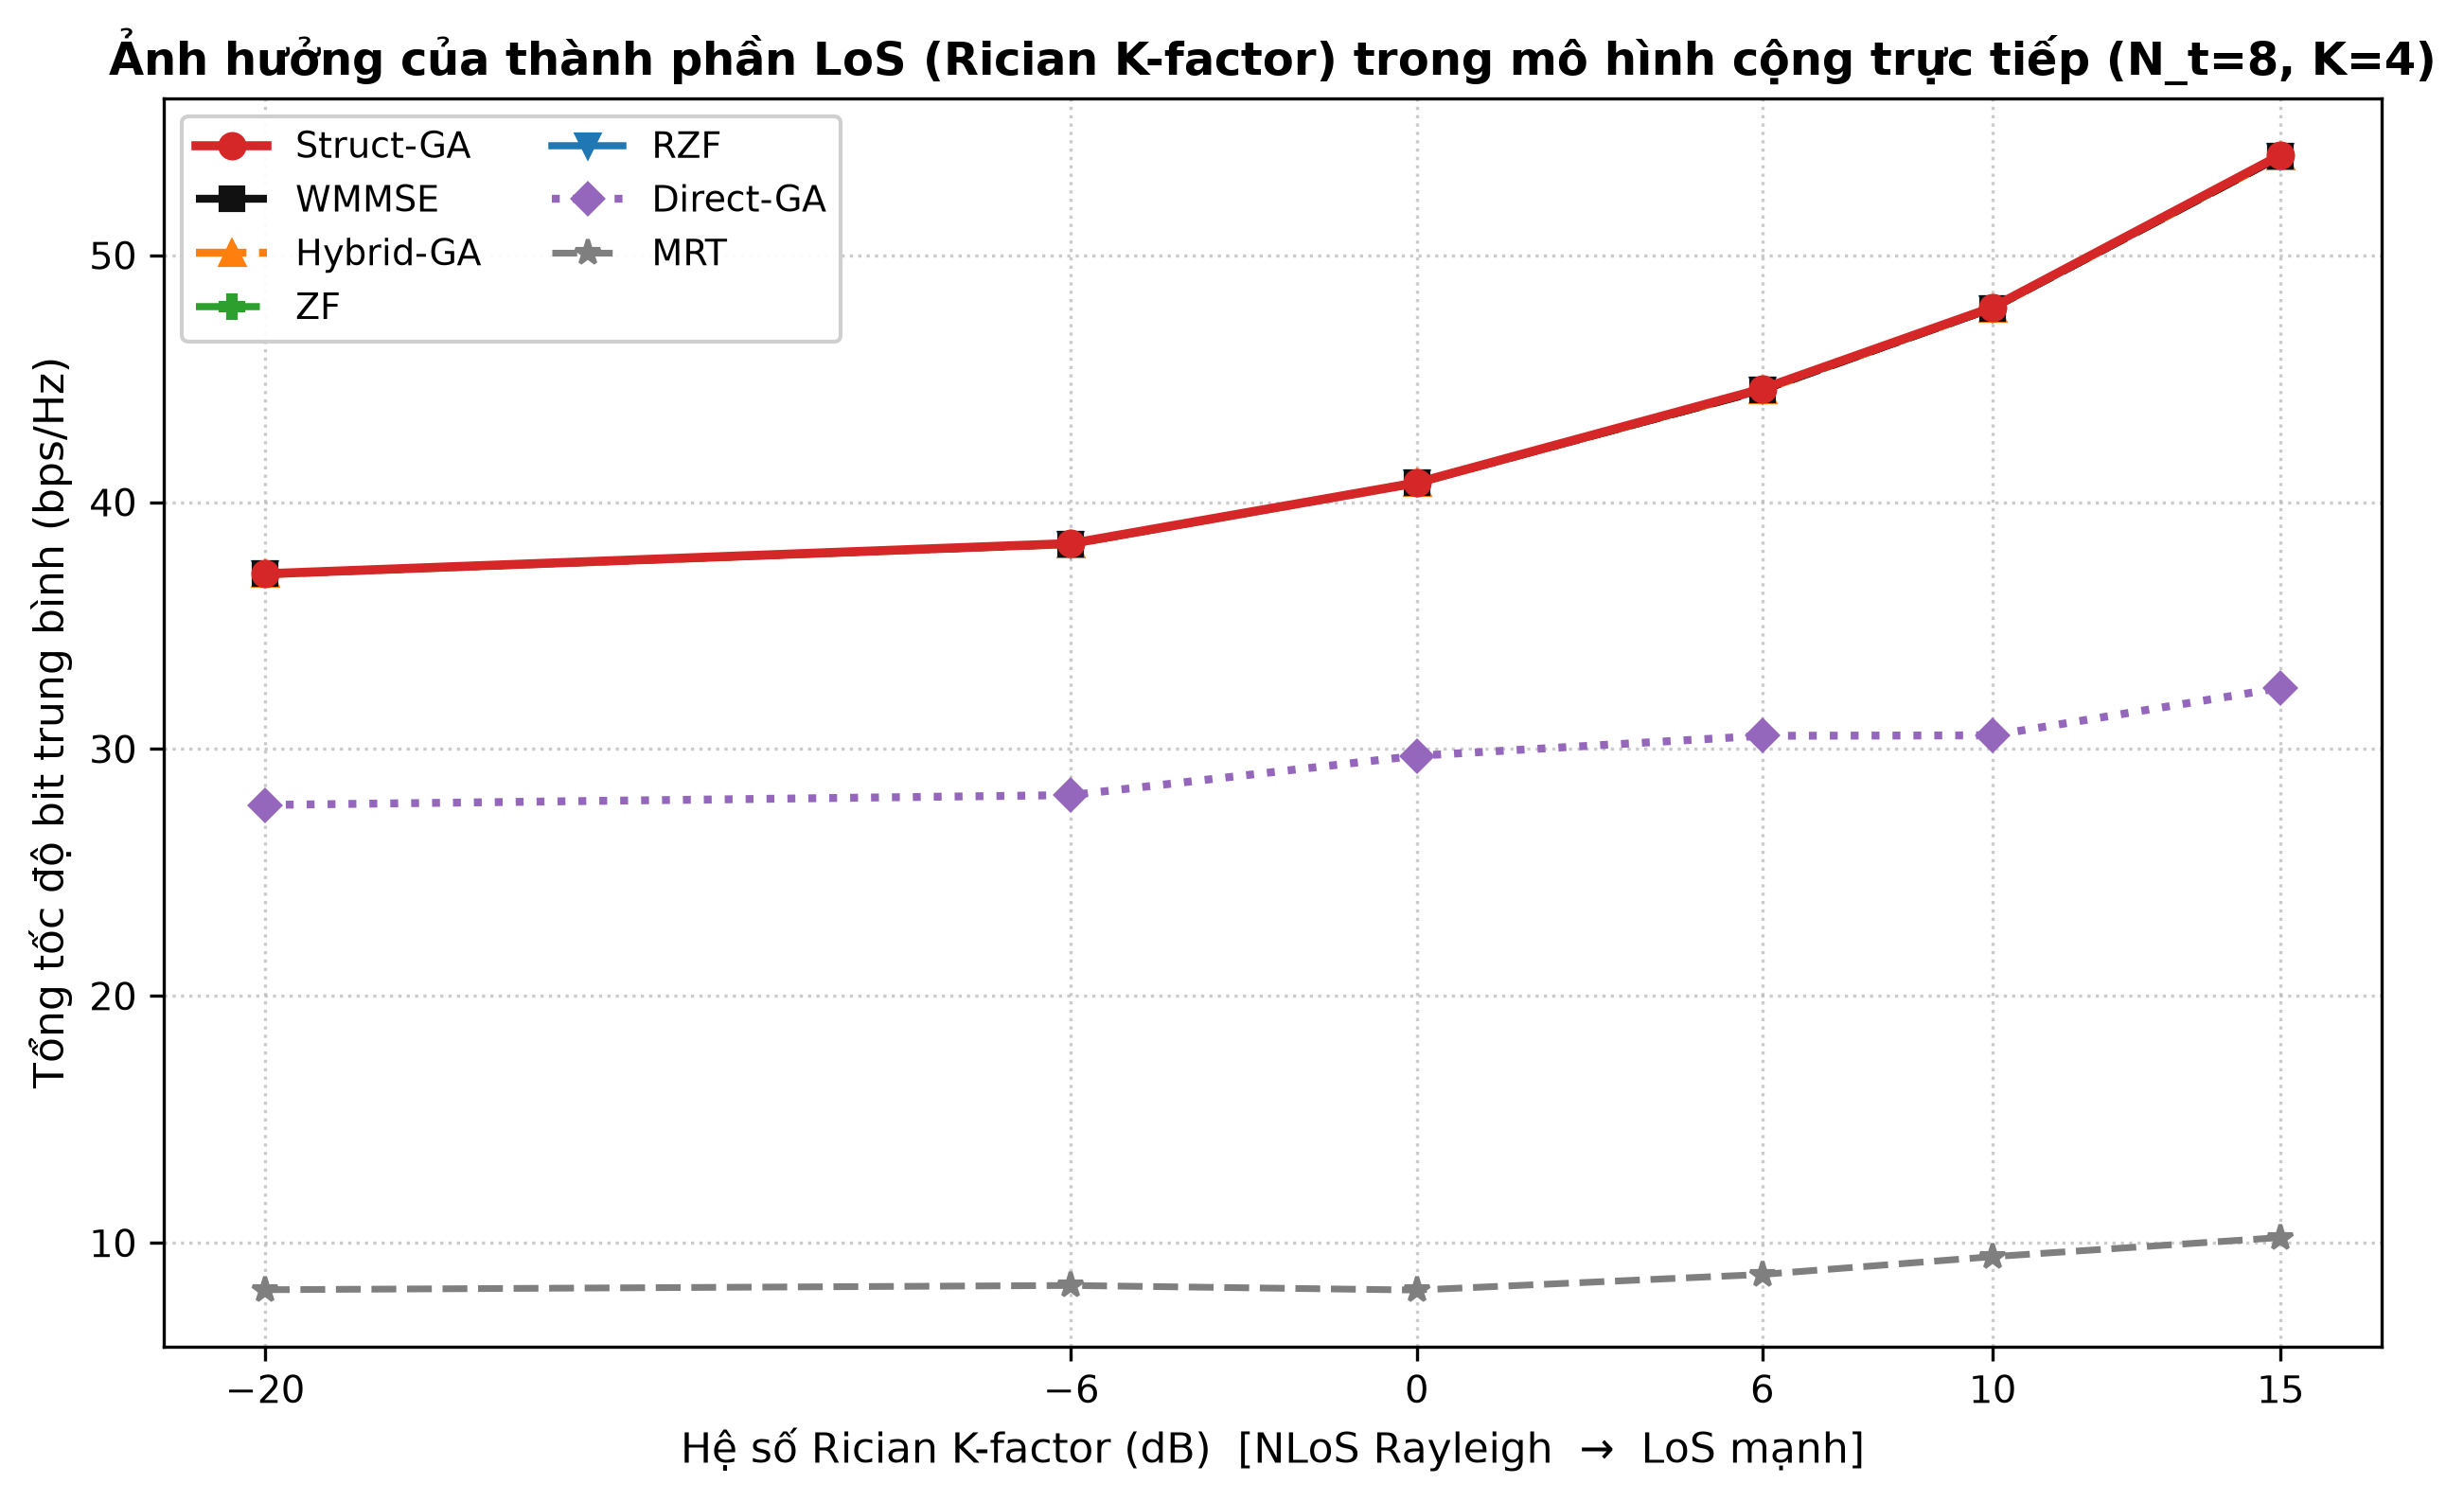 Ảnh hưởng của thành phần LoS (Rician K-factor) trong mô hình cộng trực tiếp (N_t=8, K=4)
Struct-GA
WMMSE
Hybrid-GA
ZF
RZF
Direct-GA
MRT
Tổng tốc độ bit trung bình (bps/Hz)
50
40
30
20
10
−20
−6
0
6
10
15
Hệ số Rician K-factor (dB)  [NLoS Rayleigh → LoS mạnh]